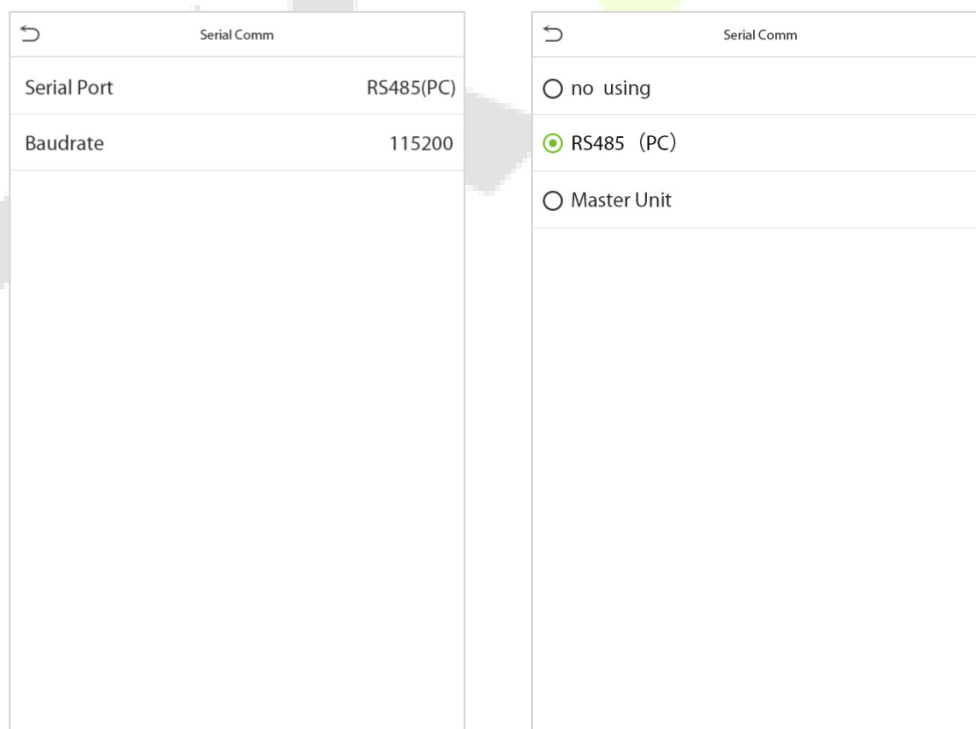 Serial Comm
Serial Port RS485(PC)
Baudrate 115200
Serial Comm
no using
RS485 （PC）
Master Unit